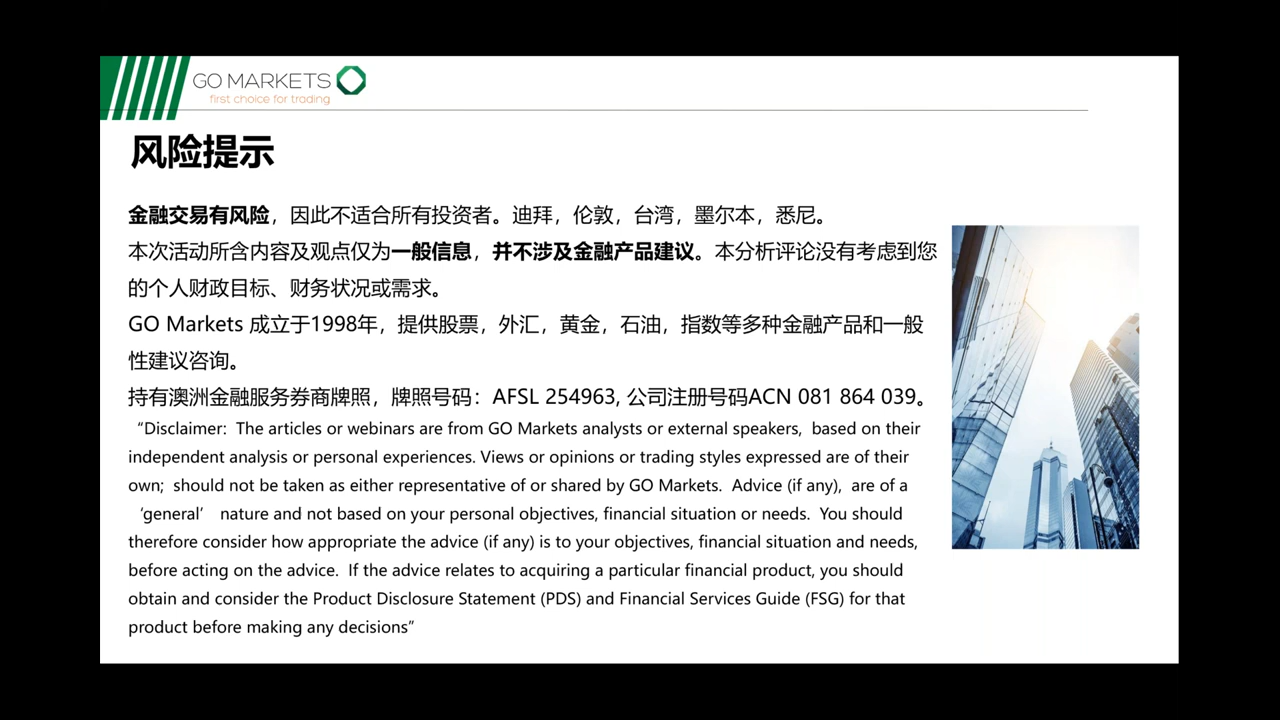 GO MARKETS
first choice for trading
风险提示
金融交易有风险，因此不适合所有投资者。迪拜，伦敦，台湾，墨尔本，悉尼。
本次活动所含内容及观点仅为一般信息，并不涉及金融产品建议。本分析评论没有考虑到您
的个人财政目标、财务状况或需求。
GO Markets 成立于1998年，提供股票，外汇，黄金，石油，指数等多种金融产品和一般
性建议咨询。
持有澳洲金融服务券商牌照，牌照号码：AFSL 254963, 公司注册号码ACN 081 864 039。
“Disclaimer: The articles or webinars are from GO Markets analysts or external speakers, based on their
independent analysis or personal experiences. Views or opinions or trading styles expressed are of their
own; should not be taken as either representative of or shared by GO Markets. Advice (if any), are of a
‘general’ nature and not based on your personal objectives, financial situation or needs. You should
therefore consider how appropriate the advice (if any) is to your objectives, financial situation and needs,
before acting on the advice. If the advice relates to acquiring a particular financial product, you should
obtain and consider the Product Disclosure Statement (PDS) and Financial Services Guide (FSG) for that
product before making any decisions”